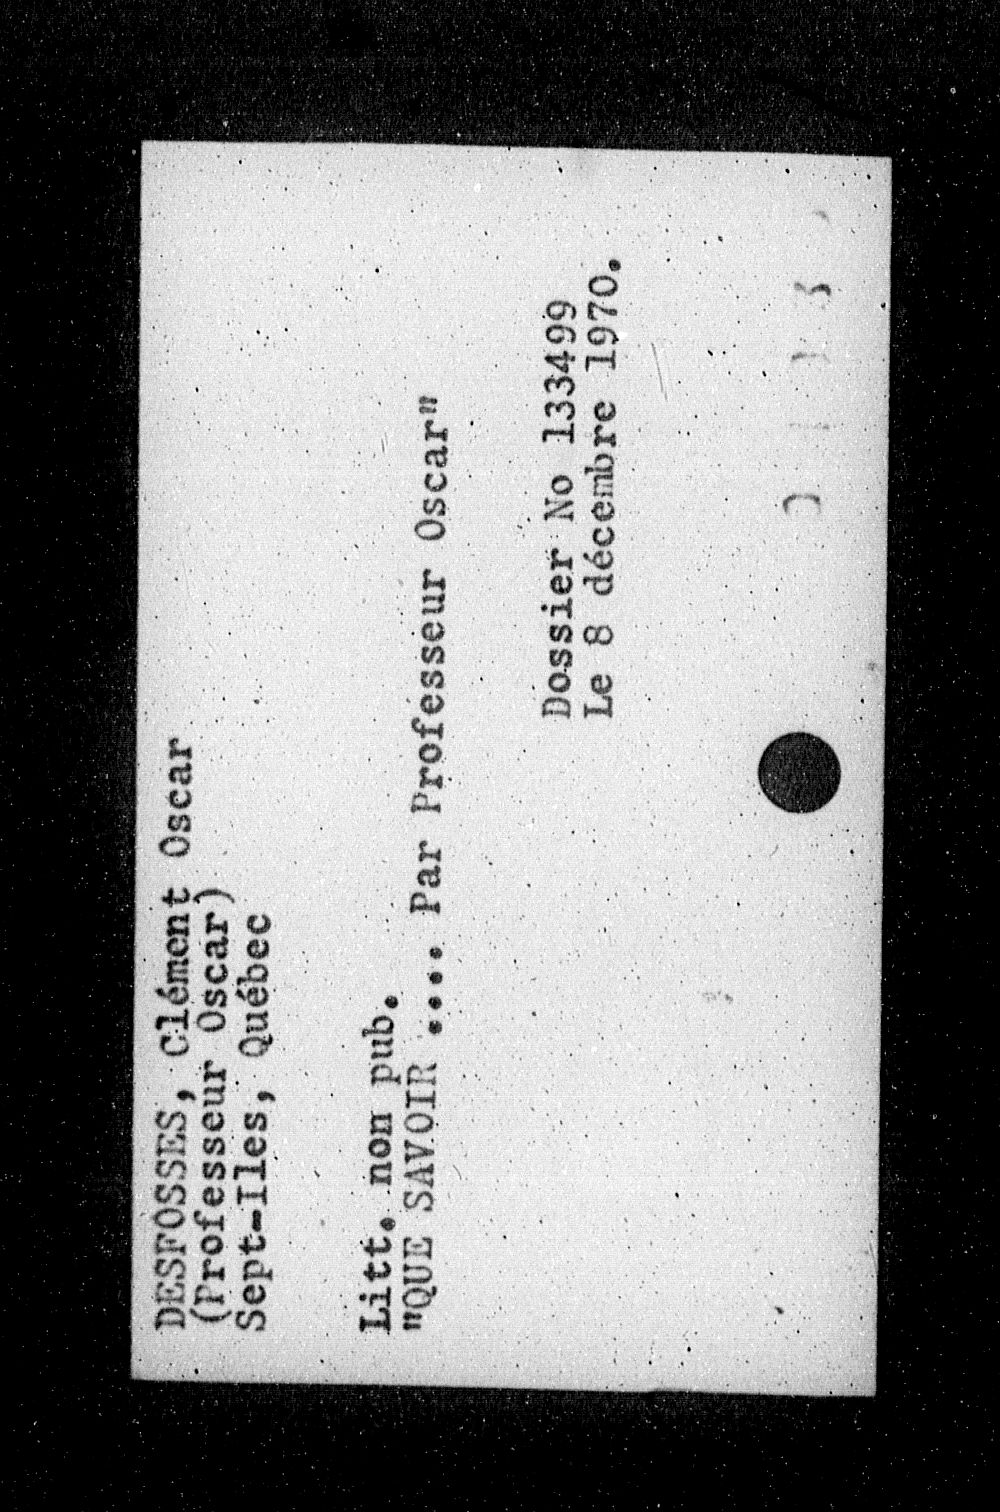 DESFOSSES, Clément Oscar
(Professeur Oscar)
Sept-Iles, Québec
Litt. non pub.
"QUE SAVOIR .... Par Professeur Oscar"
Dossier No 133499
Le 8 décembre 1970.